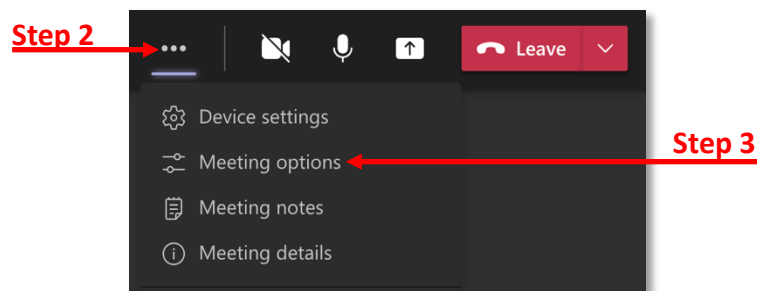 Step 2
Leave
Device settings
Meeting options
Step 3
Meeting notes
Meeting details